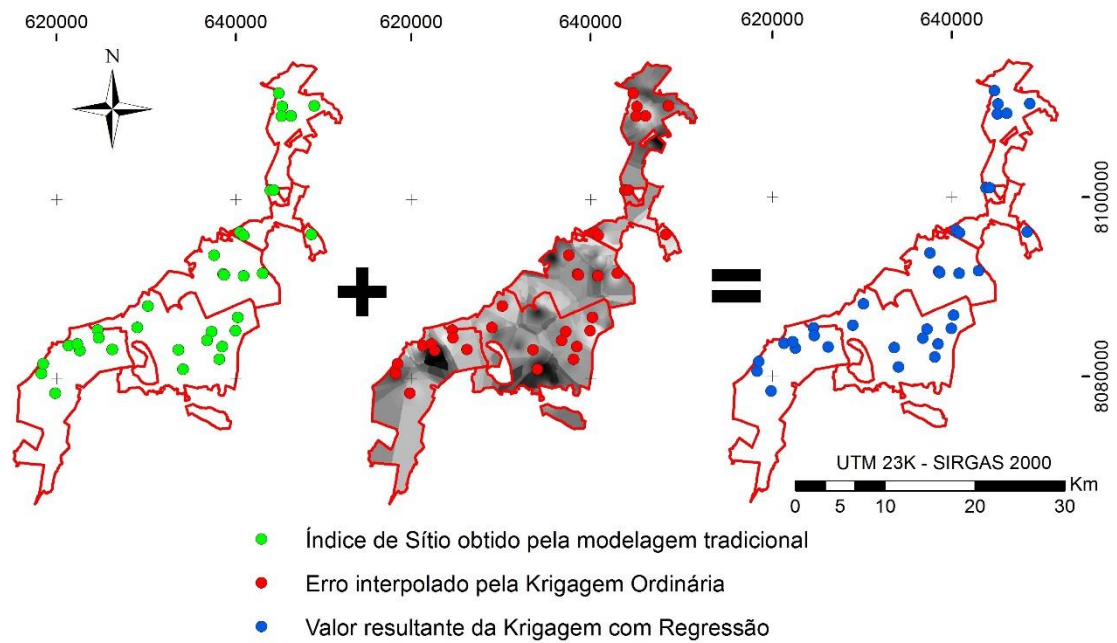 620000 640000 620000 640000 620000 640000
N
8100000
8080000
UTM 23K - SIRGAS 2000
Km
0 5 10 20 30
Índice de Sítio obtido pela modelagem tradicional
Erro interpolado pela Krigagem Ordinária
Valor resultante da Krigagem com Regressão